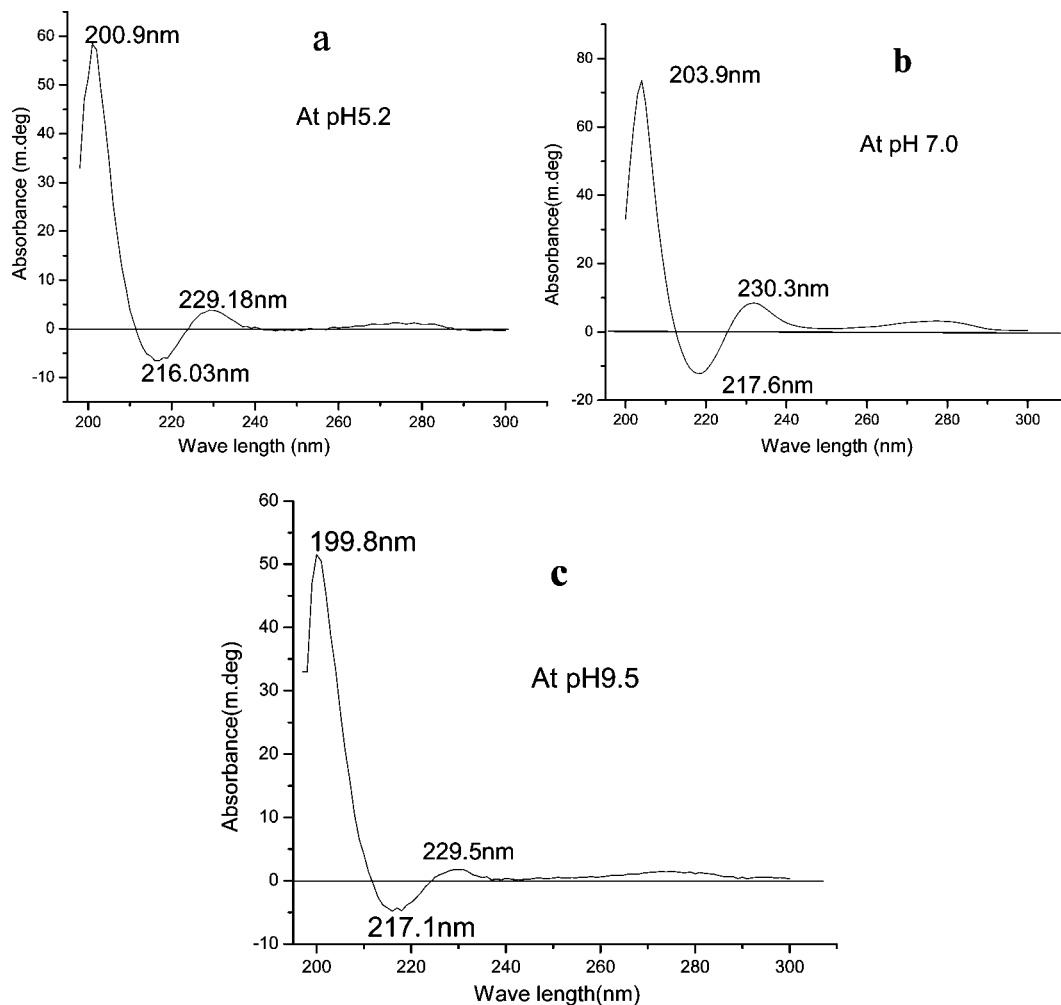 a
200.9nm
At pH5.2
229.18nm
216.03nm
Absorbance (m.deg)
60
50
40
30
20
10
0
-10
200 220 240 260 280 300
Wave length (nm)
b
203.9nm
At pH 7.0
230.3nm
217.6nm
Absorbance(m.deg)
80
60
40
20
0
-20
200 220 240 260 280 300
Wave length (nm)
c
199.8nm
At pH9.5
229.5nm
217.1nm
Absorbance(m.deg)
60
50
40
30
20
10
0
-10
200 220 240 260 280 300
Wave length(nm)